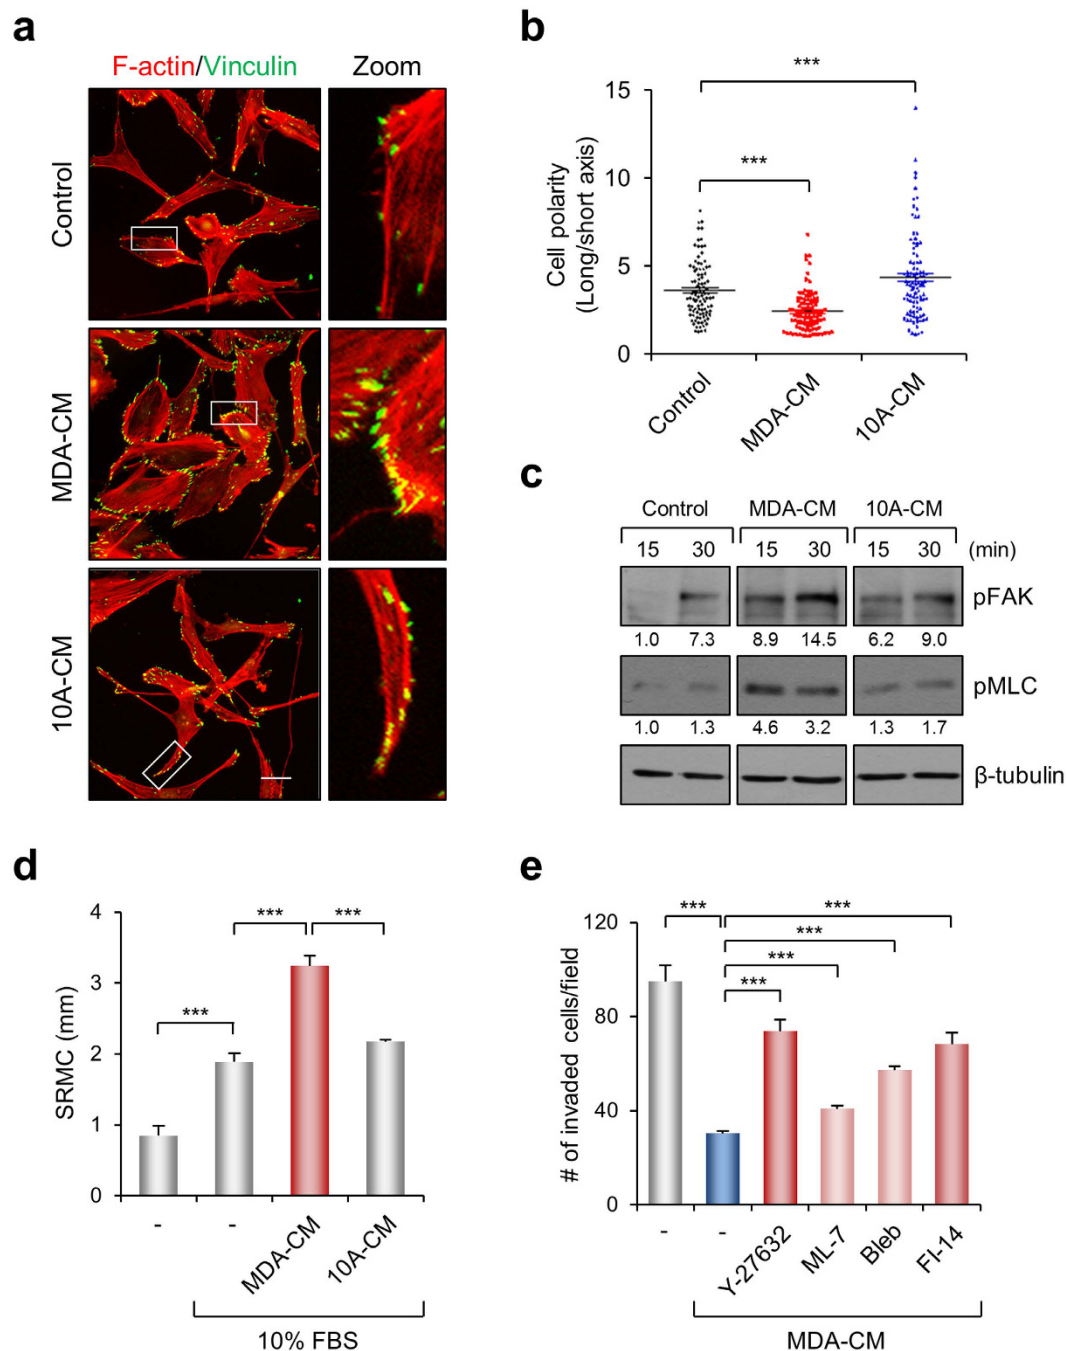 a
F-actin/Vinculin
Zoom
Control
MDA-CM
10A-CM
b
Cell polarity
(Long/short axis)
15
10
5
0
***
***
Control
MDA-CM
10A-CM
c
Control MDA-CM 10A-CM
15 30 15 30 15 30 (min)
pFAK
1.0 7.3 8.9 14.5 6.2 9.0
pMLC
1.0 1.3 4.6 3.2 1.3 1.7
β-tubulin
d
SRMC (mm)
4
3
2
1
0
*** *** ***
- - MDA-CM 10A-CM
10% FBS
e
# of invaded cells/field
120
80
40
0
*** ***
***
***
***
- - Y-27632 ML-7 Bleb FI-14
MDA-CM